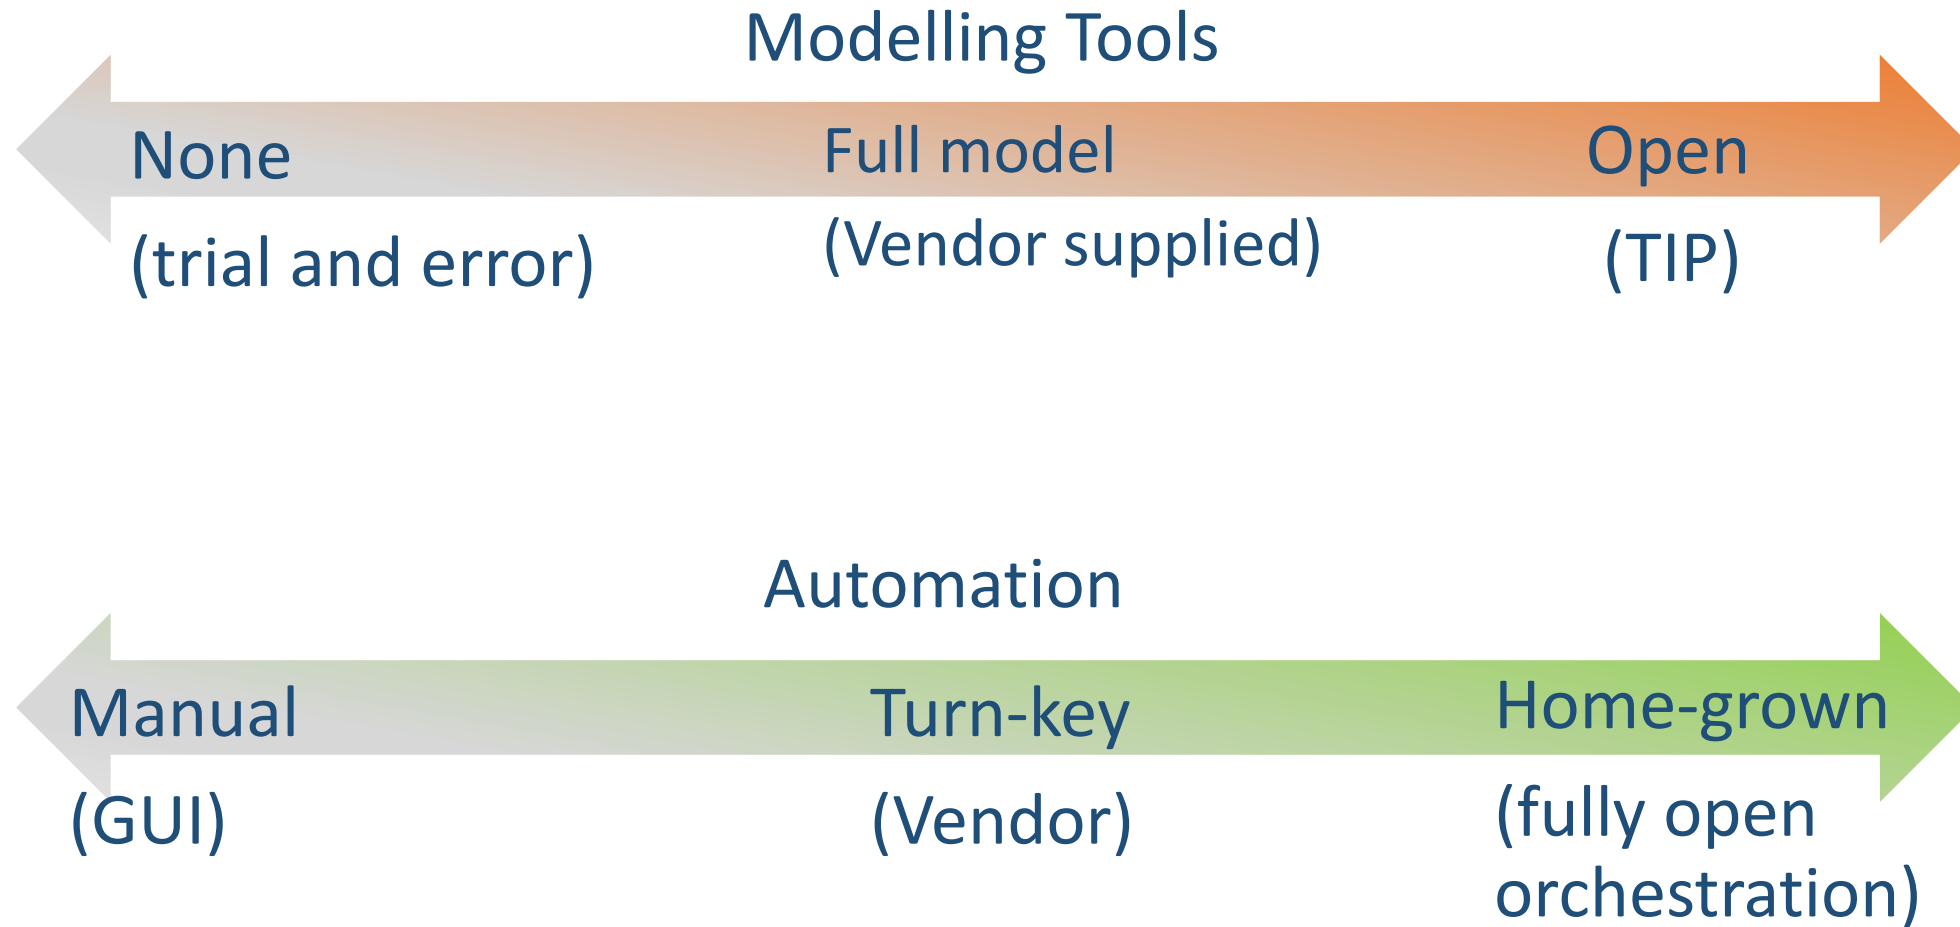 Modelling Tools
None
Full model
Open
(trial and error)
(Vendor supplied)
(TIP)
Automation
Manual
Turn-key
Home-grown
(GUI)
(Vendor)
(fully open
orchestration)